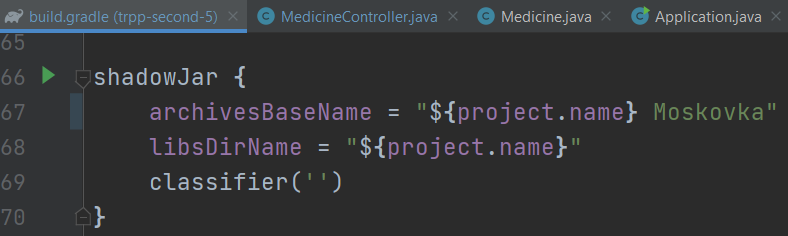 build.gradle (trpp-second-5) MedicineController.java Medicine.java Application.java
65
66 shadowJar {
67 archivesBaseName = "${project.name} Moskovka"
68 libsDirName = "${project.name}"
69 classifier('')
70 }